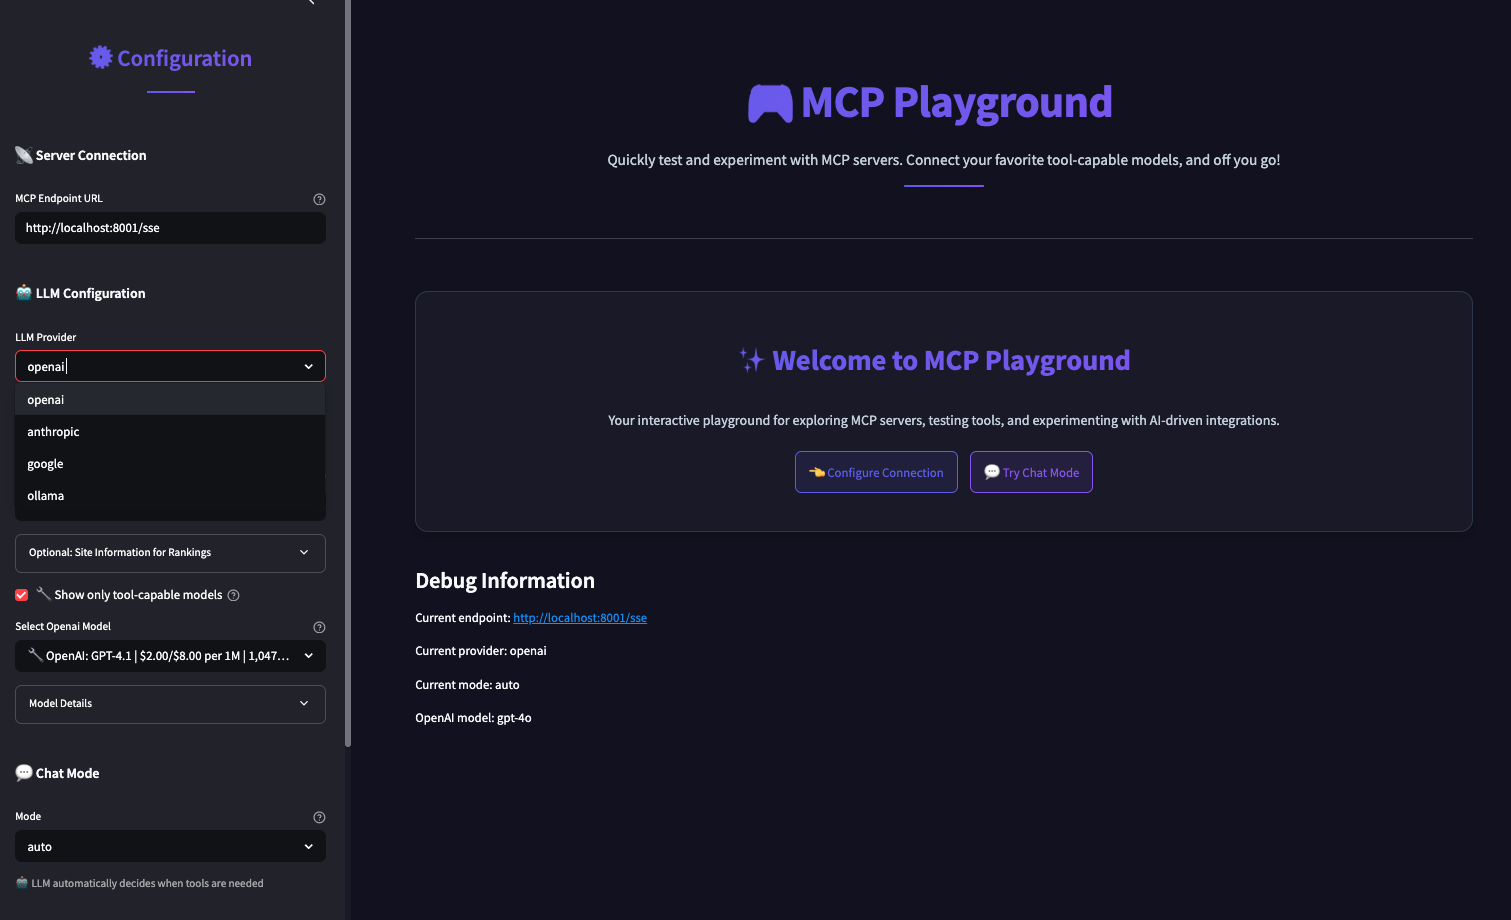 Configuration
Server Connection
MCP Endpoint URL
http://localhost:8001/sse
LLM Configuration
LLM Provider
openai
openai
anthropic
google
ollama
Optional: Site Information for Rankings
Show only tool-capable models
Select Openai Model
OpenAI: GPT-4.1 | $2.00/$8.00 per 1M | 1,047...
Model Details
Chat Mode
Mode
auto
LLM automatically decides when tools are needed
MCP Playground
Quickly test and experiment with MCP servers. Connect your favorite tool-capable models, and off you go!
Welcome to MCP Playground
Your interactive playground for exploring MCP servers, testing tools, and experimenting with AI-driven integrations.
Configure Connection
Try Chat Mode
Debug Information
Current endpoint: http://localhost:8001/sse
Current provider: openai
Current mode: auto
OpenAI model: gpt-4o